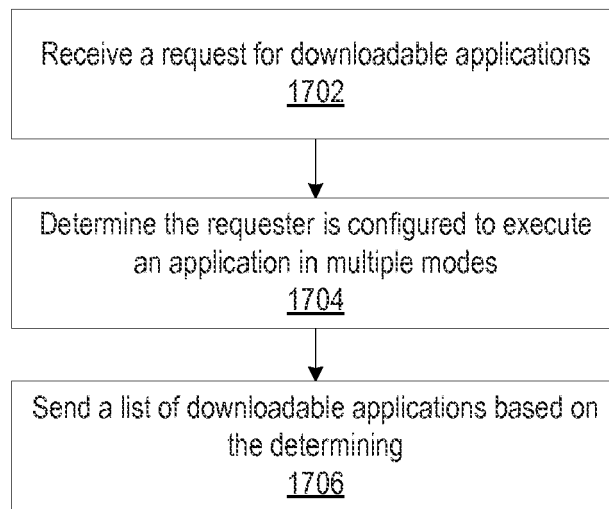 Receive a request for downloadable applications
1702
Determine the requester is configured to execute
an application in multiple modes
1704
Send a list of downloadable applications based on
the determining
1706